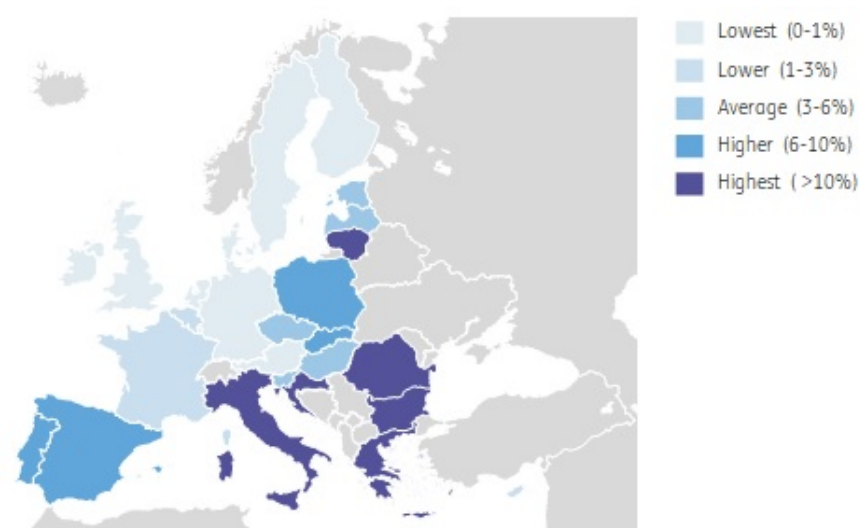 Lowest (0-1%)
Lower (1-3%)
Average (3-6%)
Higher (6-10%)
Highest ( >10%)